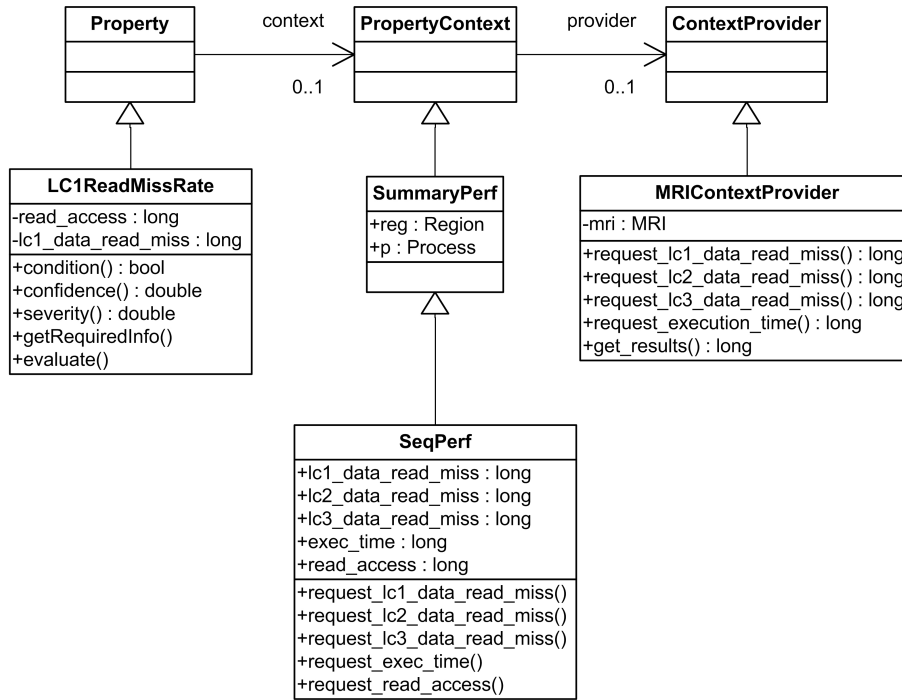 Property
context
0..1
PropertyContext
provider
0..1
ContextProvider
LC1ReadMissRate
-read_access : long
-lc1_data_read_miss : long
+condition() : bool
+confidence() : double
+severity() : double
+getRequiredInfo()
+evaluate()
SummaryPerf
+reg : Region
+p : Process
MRIContextProvider
-mri : MRI
+request_lc1_data_read_miss() : long
+request_lc2_data_read_miss() : long
+request_lc3_data_read_miss() : long
+request_execution_time() : long
+get_results() : long
SeqPerf
+lc1_data_read_miss : long
+lc2_data_read_miss : long
+lc3_data_read_miss : long
+exec_time : long
+read_access : long
+request_lc1_data_read_miss()
+request_lc2_data_read_miss()
+request_lc3_data_read_miss()
+request_exec_time()
+request_read_access()